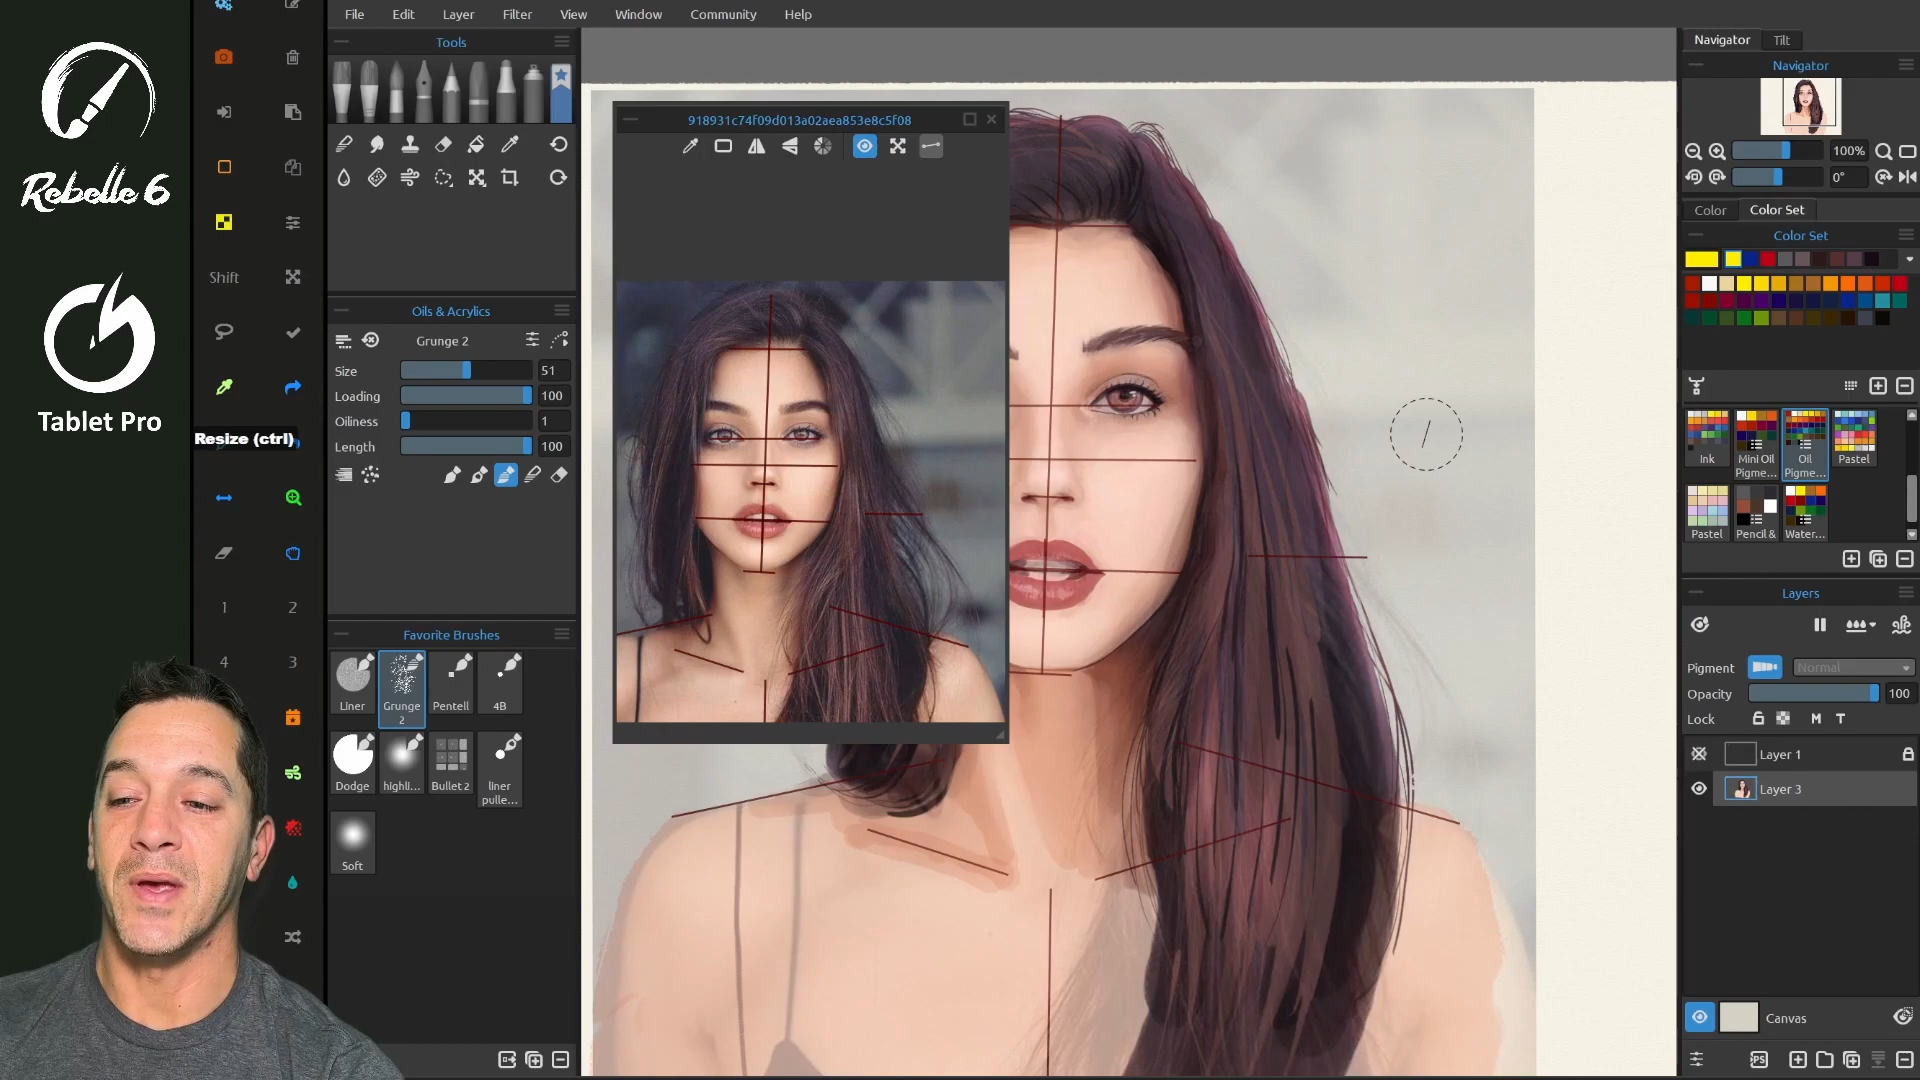 Rebelle 6
Tablet Pro
Shift
Resize (ctrl)
1
2
4
3
File
Edit
Layer
Filter
View
Window
Community
Help
Tools
Oils & Acrylics
Grunge 2
Size
51
Loading
100
Oiliness
1
Length
100
Favorite Brushes
Liner
Grunge
2
Pentell
4B
Dodge
highli...
Bullet 2
liner
pulle...
Soft
918931c74f09d013a02aea853e8c5f08
Navigator
Tilt
Navigator
100%
0°
Color
Color Set
Color Set
Ink
Mini Oil
Pigme...
Oil
Pigme...
Pastel
Pastel
Pencil &
Water...
Layers
Pigment
Normal
Opacity
100
Lock
M
T
Layer 1
Layer 3
Canvas
PS